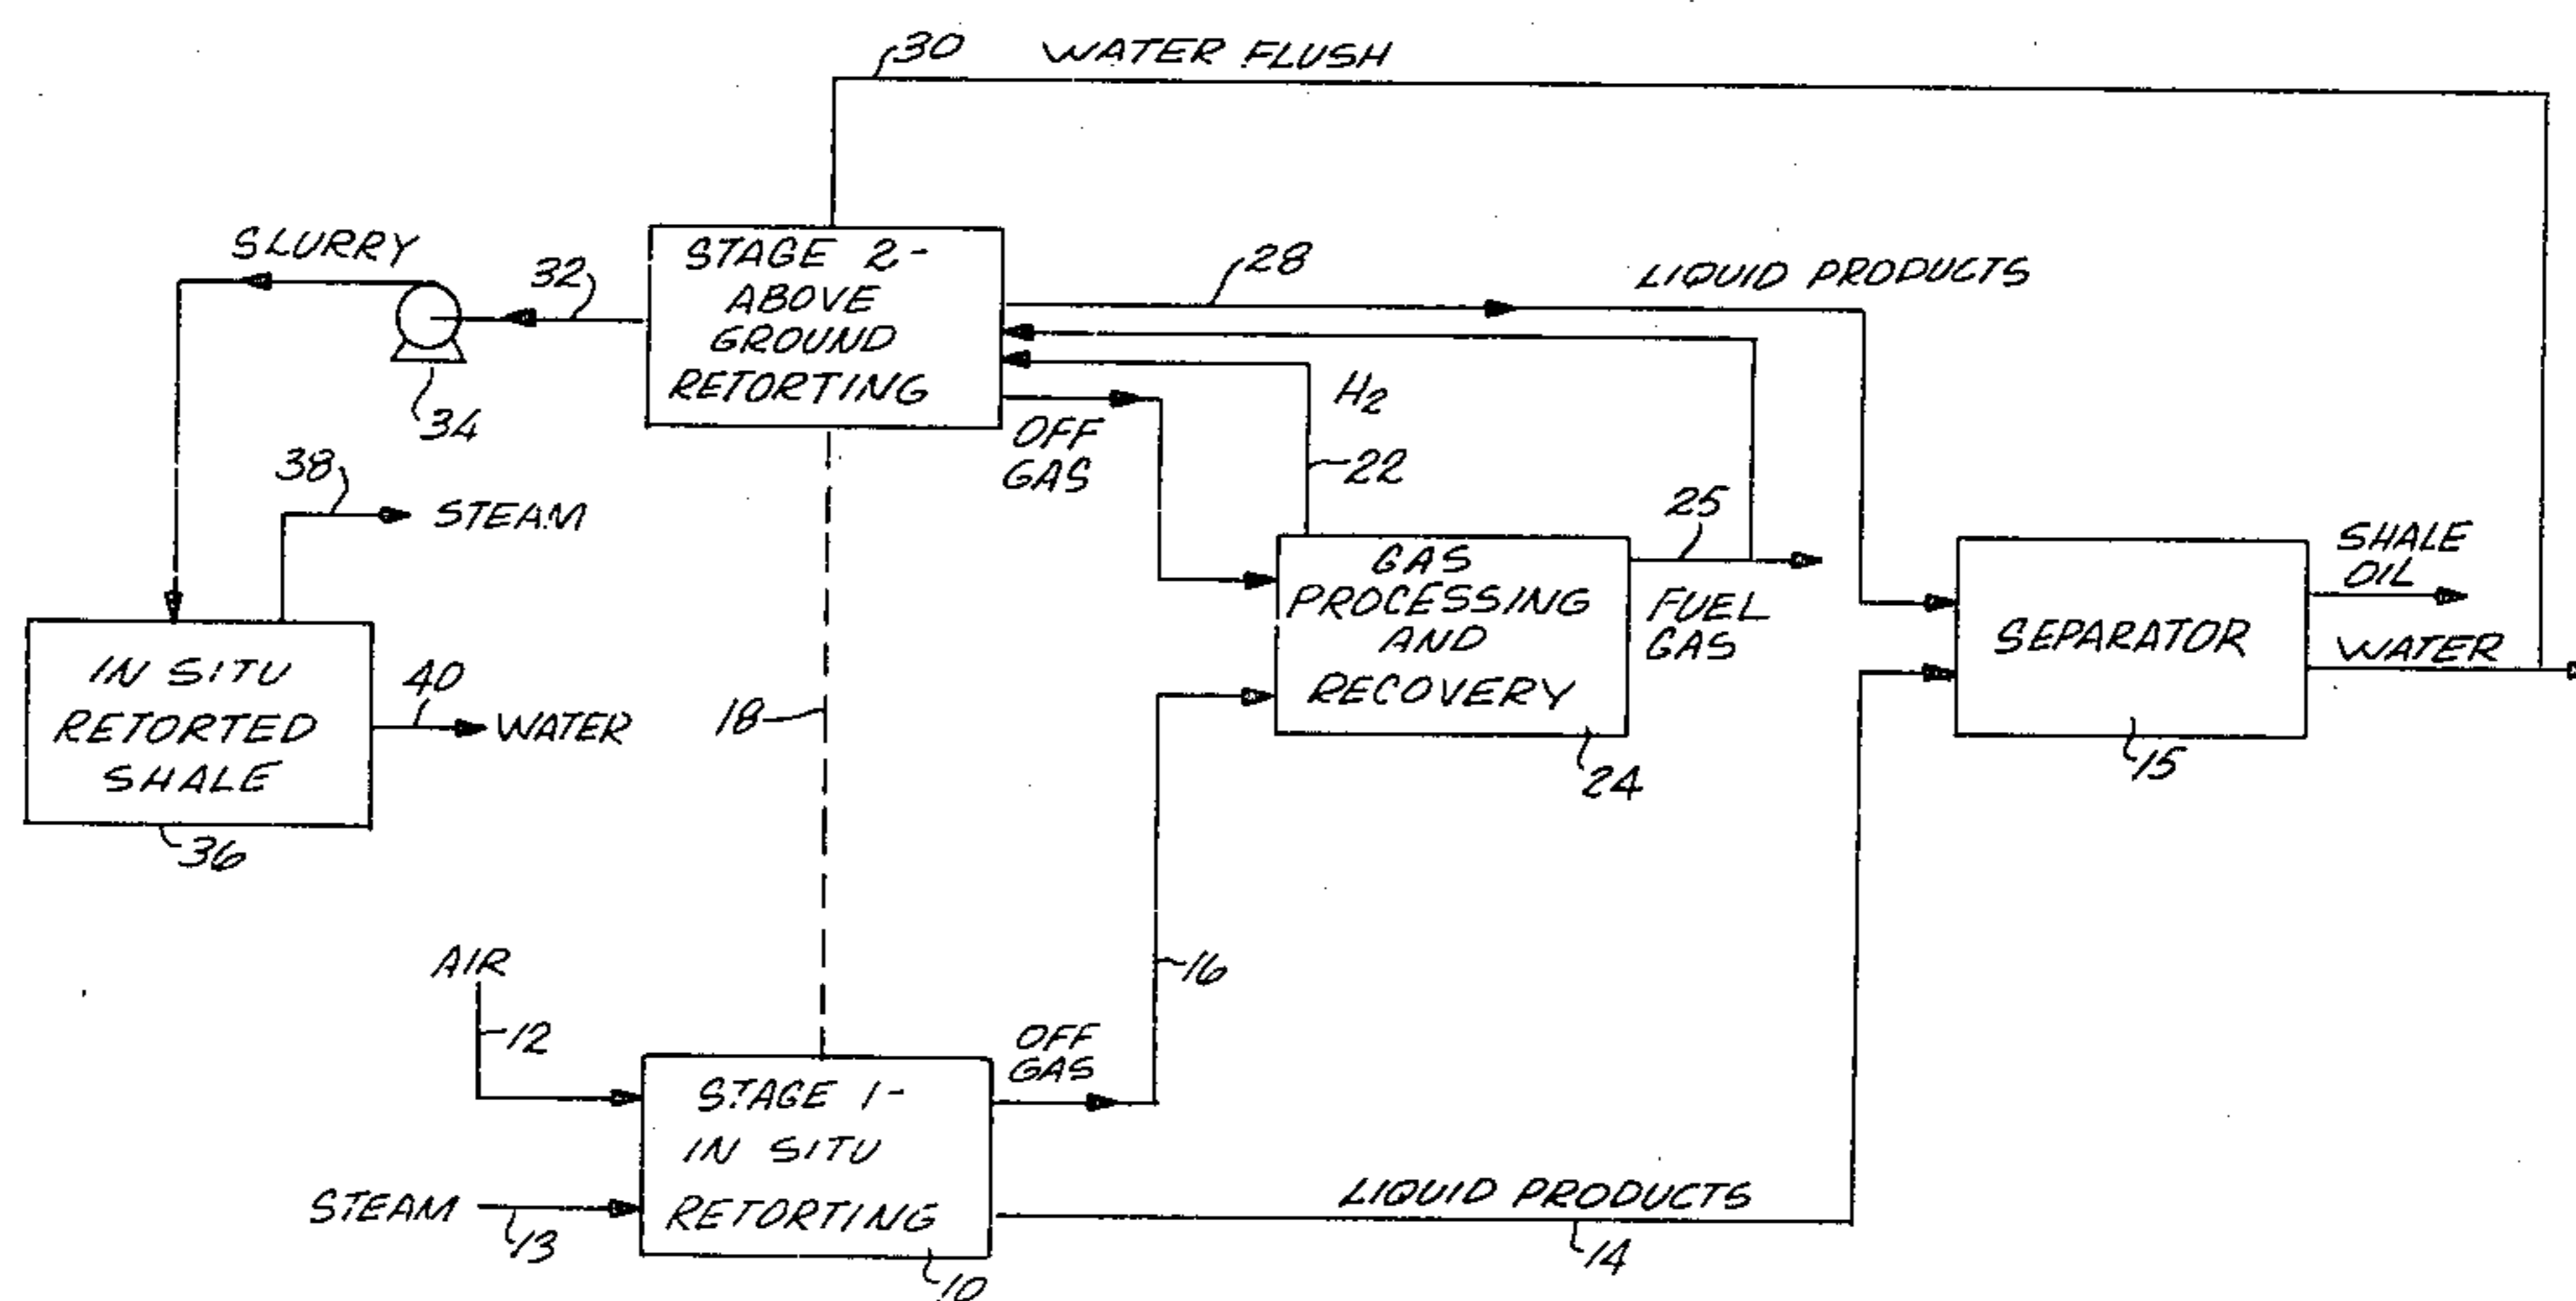 30 WATER FLUSH
SLURRY
32
STAGE 2-
ABOVE
GROUND
RETORTING
28
LIQUID PRODUCTS
34
OFF
GAS
H2
22
38
STEAM
25
GAS
PROCESSING
AND
RECOVERY
FUEL
GAS
24
SHALE
OIL
SEPARATOR
WATER
15
IN SITU
RETORTED
SHALE
40
WATER
36
18
AIR
12
OFF
GAS
16
STAGE 1-
IN SITU
RETORTING
STEAM
13
10
LIQUID PRODUCTS
14